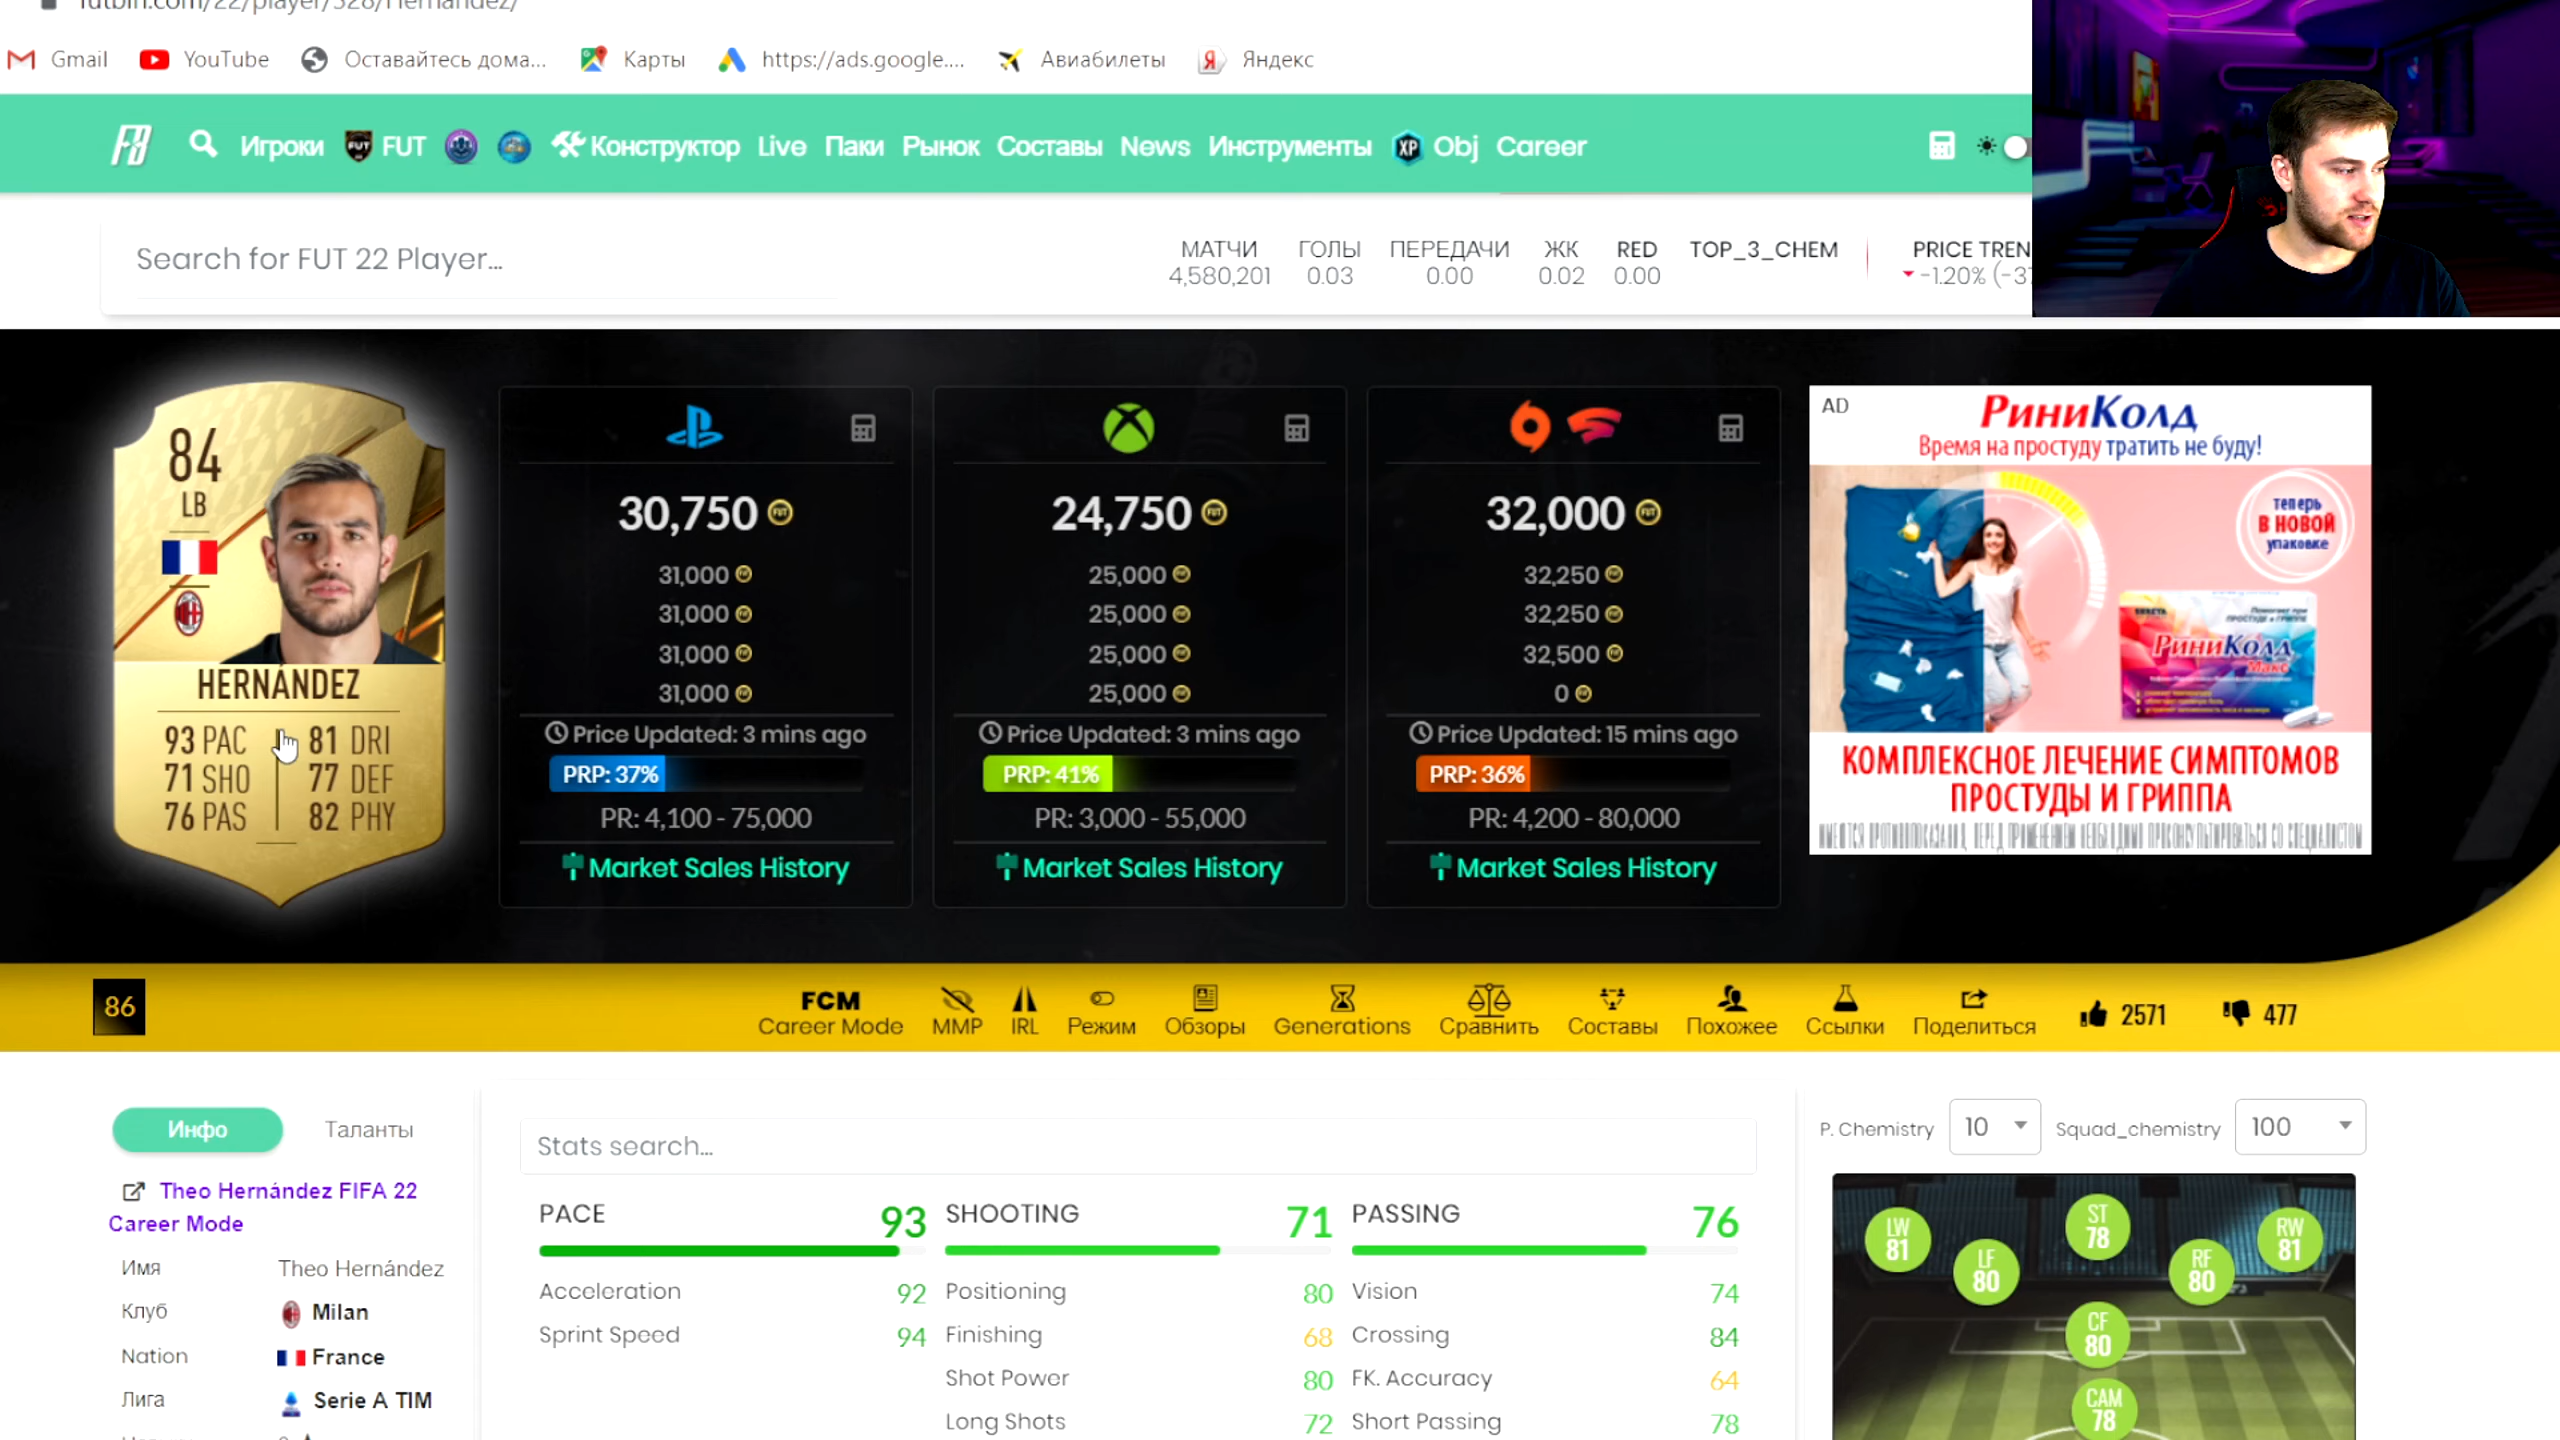 futbin.com/22/player/528/Hernandez/
Gmail YouTube Оставайтесь дома... Карты https://ads.google.... Авиабилеты Яндекс
Игроки FUT Конструктор Live Паки Рынок Составы News Инструменты XP Obj Career
Search for FUT 22 Player...
МАТЧИ ГОЛЫ ПЕРЕДАЧИ ЖК RED TOP_3_CHEM PRICE TREN
4,580,201 0.03 0.00 0.02 0.00 -1.20% (-37
84
LB
HERNÁNDEZ
93 PAC 81 DRI
71 SHO 77 DEF
76 PAS 82 PHY
30,750
31,000
31,000
31,000
31,000
Price Updated: 3 mins ago
PRP: 37%
PR: 4,100 - 75,000
Market Sales History
24,750
25,000
25,000
25,000
25,000
Price Updated: 3 mins ago
PRP: 41%
PR: 3,000 - 55,000
Market Sales History
32,000
32,250
32,250
32,500
0
Price Updated: 15 mins ago
PRP: 36%
PR: 4,200 - 80,000
Market Sales History
AD
РиниКолд
Время на простуду тратить не буду!
теперь
В НОВОЙ
упаковке
РиниКолд
Макс
КОМПЛЕКСНОЕ ЛЕЧЕНИЕ СИМПТОМОВ
ПРОСТУДЫ И ГРИППА
86
FCM
Career Mode MMP IRL Режим Обзоры Generations Сравнить Составы Похожее Ссылки Поделиться 2571 477
Инфо Таланты
Theo Hernández FIFA 22
Career Mode
Имя Theo Hernández
Клуб Milan
Nation France
Лига Serie A TIM
Stats search...
PACE 93
Acceleration 92
Sprint Speed 94
SHOOTING 71
Positioning 80
Finishing 68
Shot Power 80
Long Shots 72
PASSING 76
Vision 74
Crossing 84
FK. Accuracy 64
Short Passing 78
P. Chemistry 10 Squad_chemistry 100
LW
81
LF
80
ST
78
RF
80
RW
81
CF
80
CAM
78